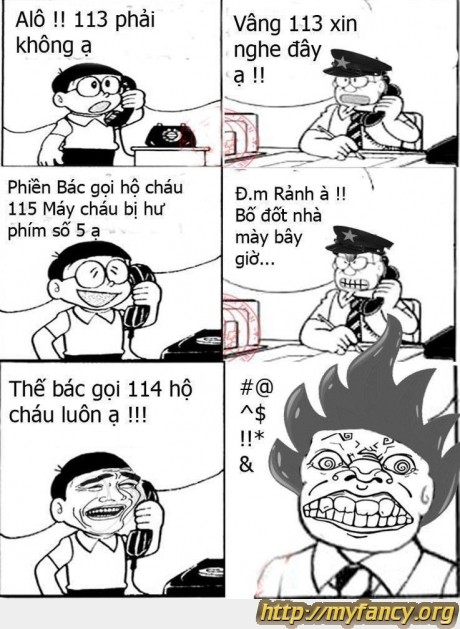 Alô !! 113 phải
không ạ
Vâng 113 xin
nghe đây
ạ !!
Phiền Bác gọi hộ cháu
115 Máy cháu bị hư
phím số 5 ạ
Đ.m Rảnh à !!
Bố đốt nhà
mày bây
giờ...
Thế bác gọi 114 hộ
cháu luôn ạ !!!
#@
^$
!!*
&
http://myfancy.org